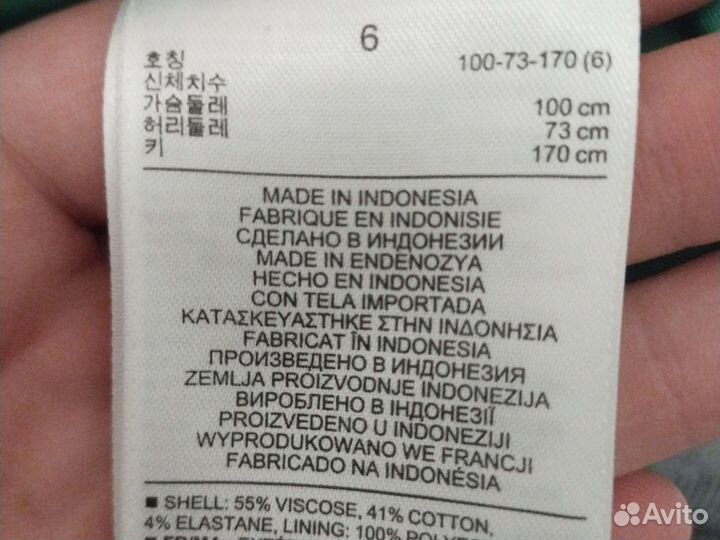 6
호칭 100-73-170 (6)
신체치수
가슴둘레 100 cm
허리둘레 73 cm
키 170 cm
MADE IN INDONESIA
FABRIQUE EN INDONISIE
СДЕЛАНО В ИНДОНЕЗИИ
MADE IN ENDENOZYA
HECHO EN INDONESIA
CON TELA IMPORTADA
ΚΑΤΑΣΚΕΥΑΣΤΗΚΕ ΣΤΗΝ ΙΝΔΟΝΗΣΙΑ
FABRICAT ÎN INDONESIA
ПРОИЗВЕДЕНО В ИНДОНЕЗИЯ
ZEMLJA PROIZVODNJE INDONEZIJA
ВИРОБЛЕНО В ІНДОНЕЗІЇ
PROIZVEDENO U INDONEZIJI
WYPRODUKOWANO WE FRANCJI
FABRICADO NA INDONÉSIA
■ SHELL: 55% VISCOSE, 41% COTTON,
4% ELASTANE, LINING: 100%
Avito